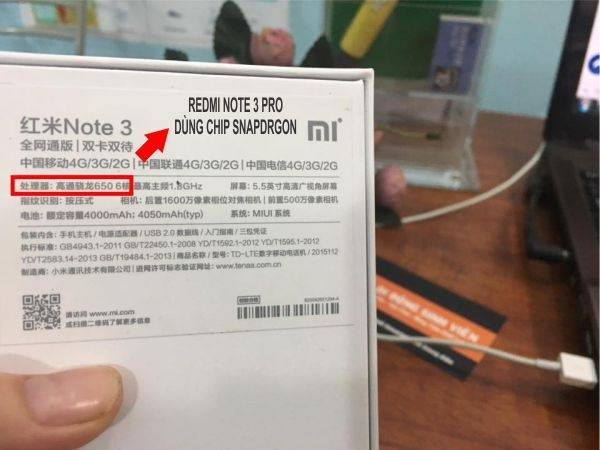 REDMI NOTE 3 PRO
DÙNG CHIP SNAPDRGON
红米Note 3
全网通版 | 双卡双待
中国移动4G/3G/2G | 中国联通4G/3G/2G | 中国电信4G/3G/2G
处理器: 高通骁龙650 6核 最高主频1.8GHz 屏幕: 5.5英寸高清广视角屏幕
指纹识别: 按压式 相机: 后置1600万像素相位对焦相机 / 前置500万像素相机
电池: 额定容量4000mAh; 4050mAh(typ) 系统: MIUI 系统
包装内含: 手机主机 / 电源适配器 / USB 2.0 数据线 / 入门指南 / 三包凭证
执行标准: GB4943.1-2011 GB/T22450.1-2008 YD/T1592.1-2012 YD/T1595.1-2012
YD/T2583.14-2013 GB/T19484.1-2013 | 产品名称: TD-LTE数字移动电话机 / 2015112
制造商: 小米通讯技术有限公司 | 进网许可标志验证网址: www.tenaa.com.cn
请访问 www.mi.com
或扫描二维码了解更多
mi
SINH VIÊN